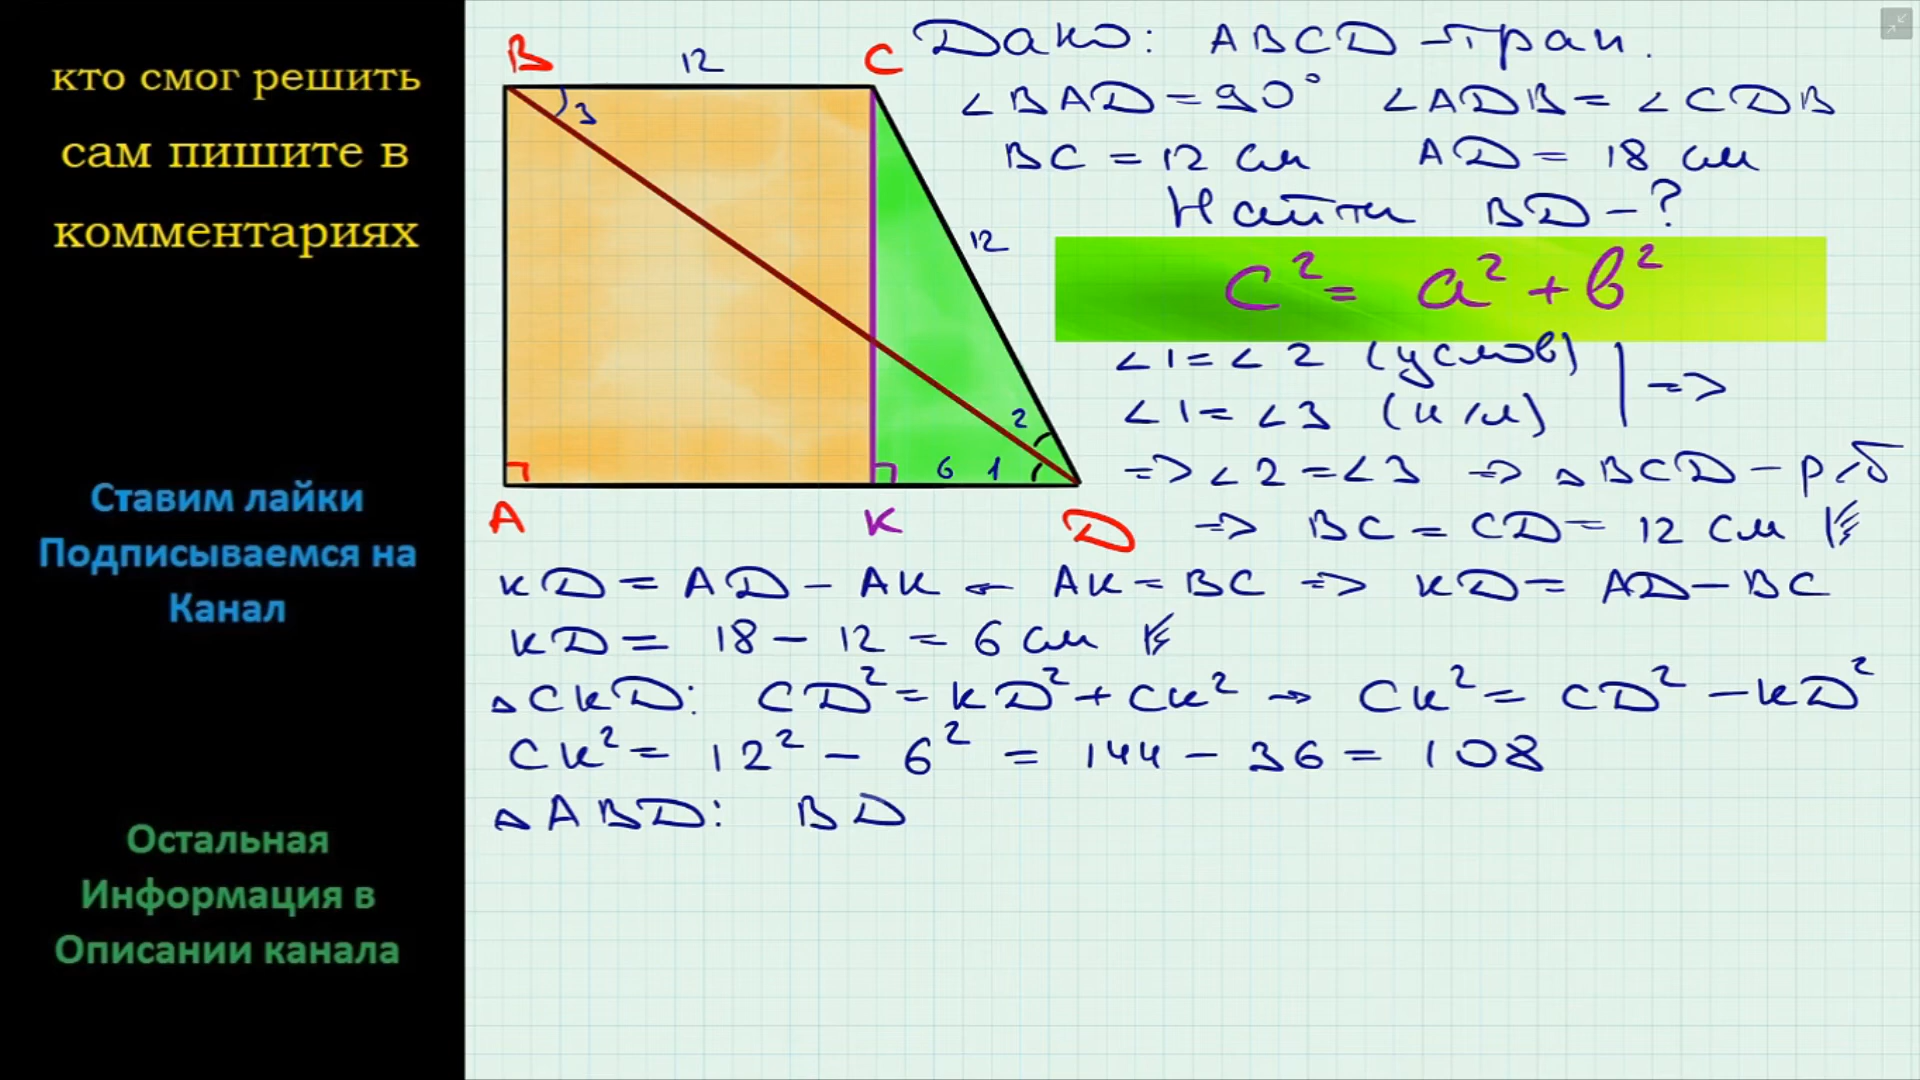 кто смог решить
сам пишите в
комментариях
Ставим лайки
Подписываемся на
Канал
Остальная
Информация в
Описании канала
B 12 C
3
12
2
6 1
A K D
Дано: ABCD - трап.
∠BAD = 90° ∠ADB = ∠CDB
BC = 12 см AD = 18 см
Найти BD - ?
c² = a² + b²
∠1 = ∠2 (услов)
∠1 = ∠3 (н/л) | =>
=> ∠2 = ∠3 => △BCD - р/б
=> BC = CD = 12 см
KD = AD - AK ← AK = BC => KD = AD - BC
KD = 18 - 12 = 6 см
△CKD: CD² = KD² + CK² → CK² = CD² - KD²
CK² = 12² - 6² = 144 - 36 = 108
△ABD: BD